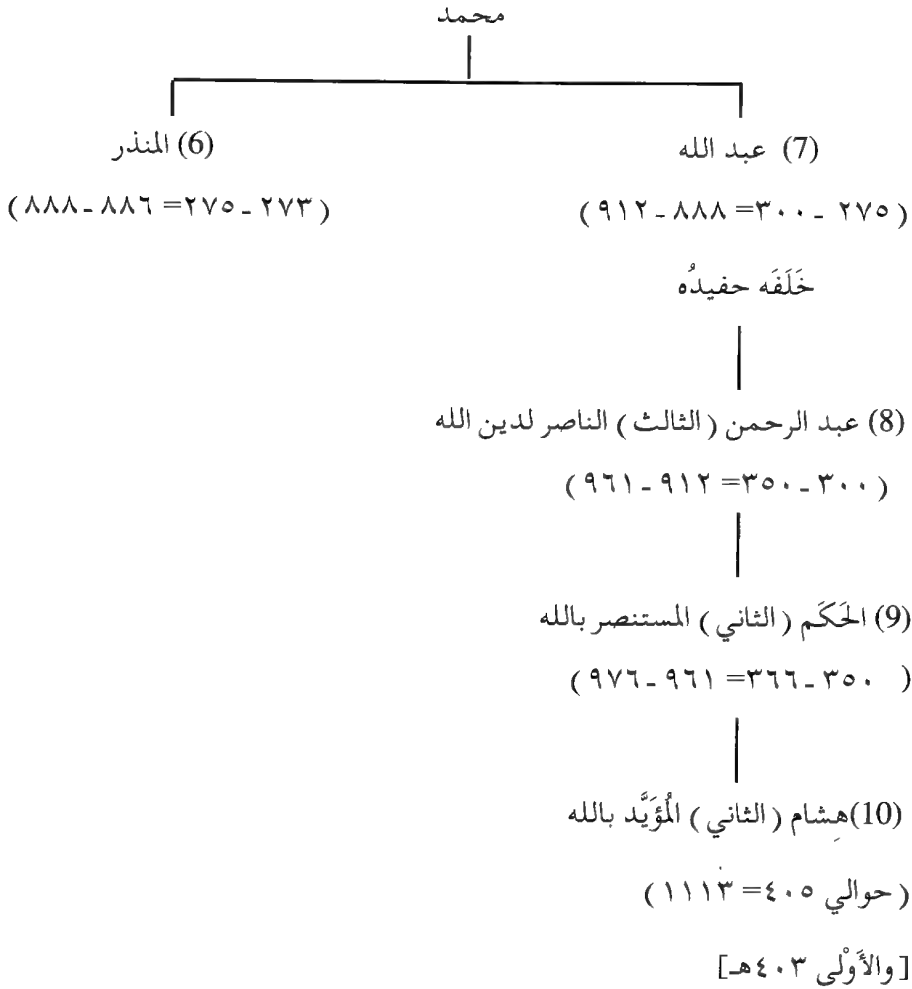 محمد
(7) عبد الله
(٢٧٥ - ٣٠٠=٨٨٨-٩١٢)
خَلَفَه حفيدُه
(6) المنذر
(٢٧٣-٢٧٥=٨٨٦-٨٨٨)
(8) عبد الرحمن (الثالث) الناصر لدين الله
(٣٠٠-٣٥٠=٩١٢-٩٦١)
(9) الحَكَم (الثاني) المستنصر بالله
(٣٥٠-٣٦٦=٩٦١-٩٧٦)
(10) هِشام (الثاني) المُؤَيَّد بالله
(حوالي ٤٠٥=١١١٣)
[والأَوْلى ٤٠٣هـ]